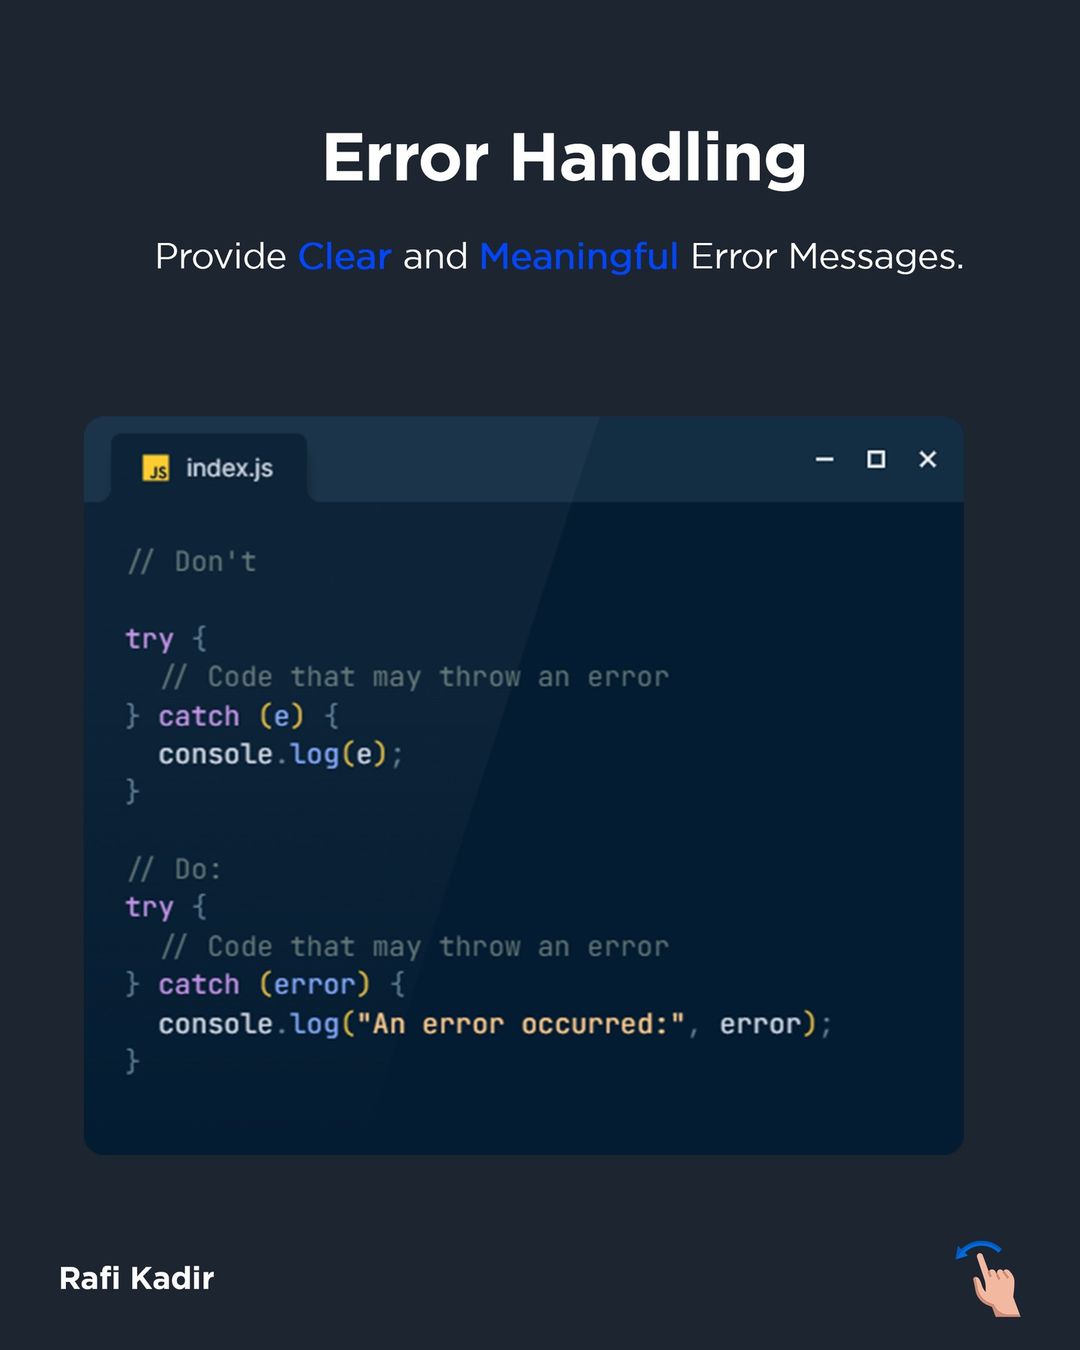 Error Handling
Provide Clear and Meaningful Error Messages.
JS index.js
// Don't
try {
// Code that may throw an error
} catch (e) {
console.log(e);
}
// Do:
try {
// Code that may throw an error
} catch (error) {
console.log("An error occurred:", error);
}
Rafi Kadir